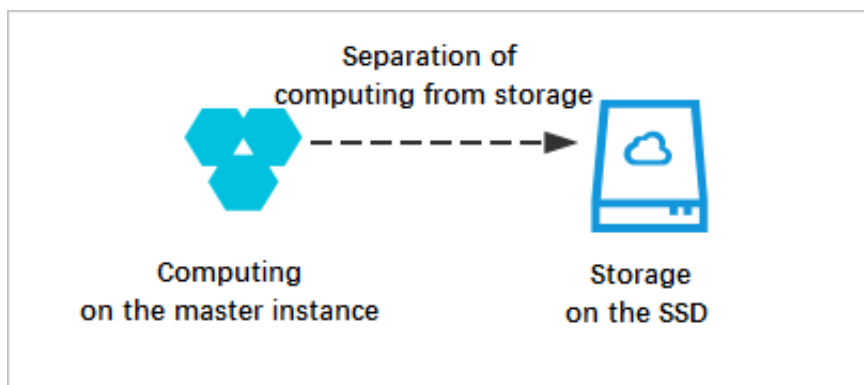 Separation of
computing from storage
Computing
on the master instance
Storage
on the SSD